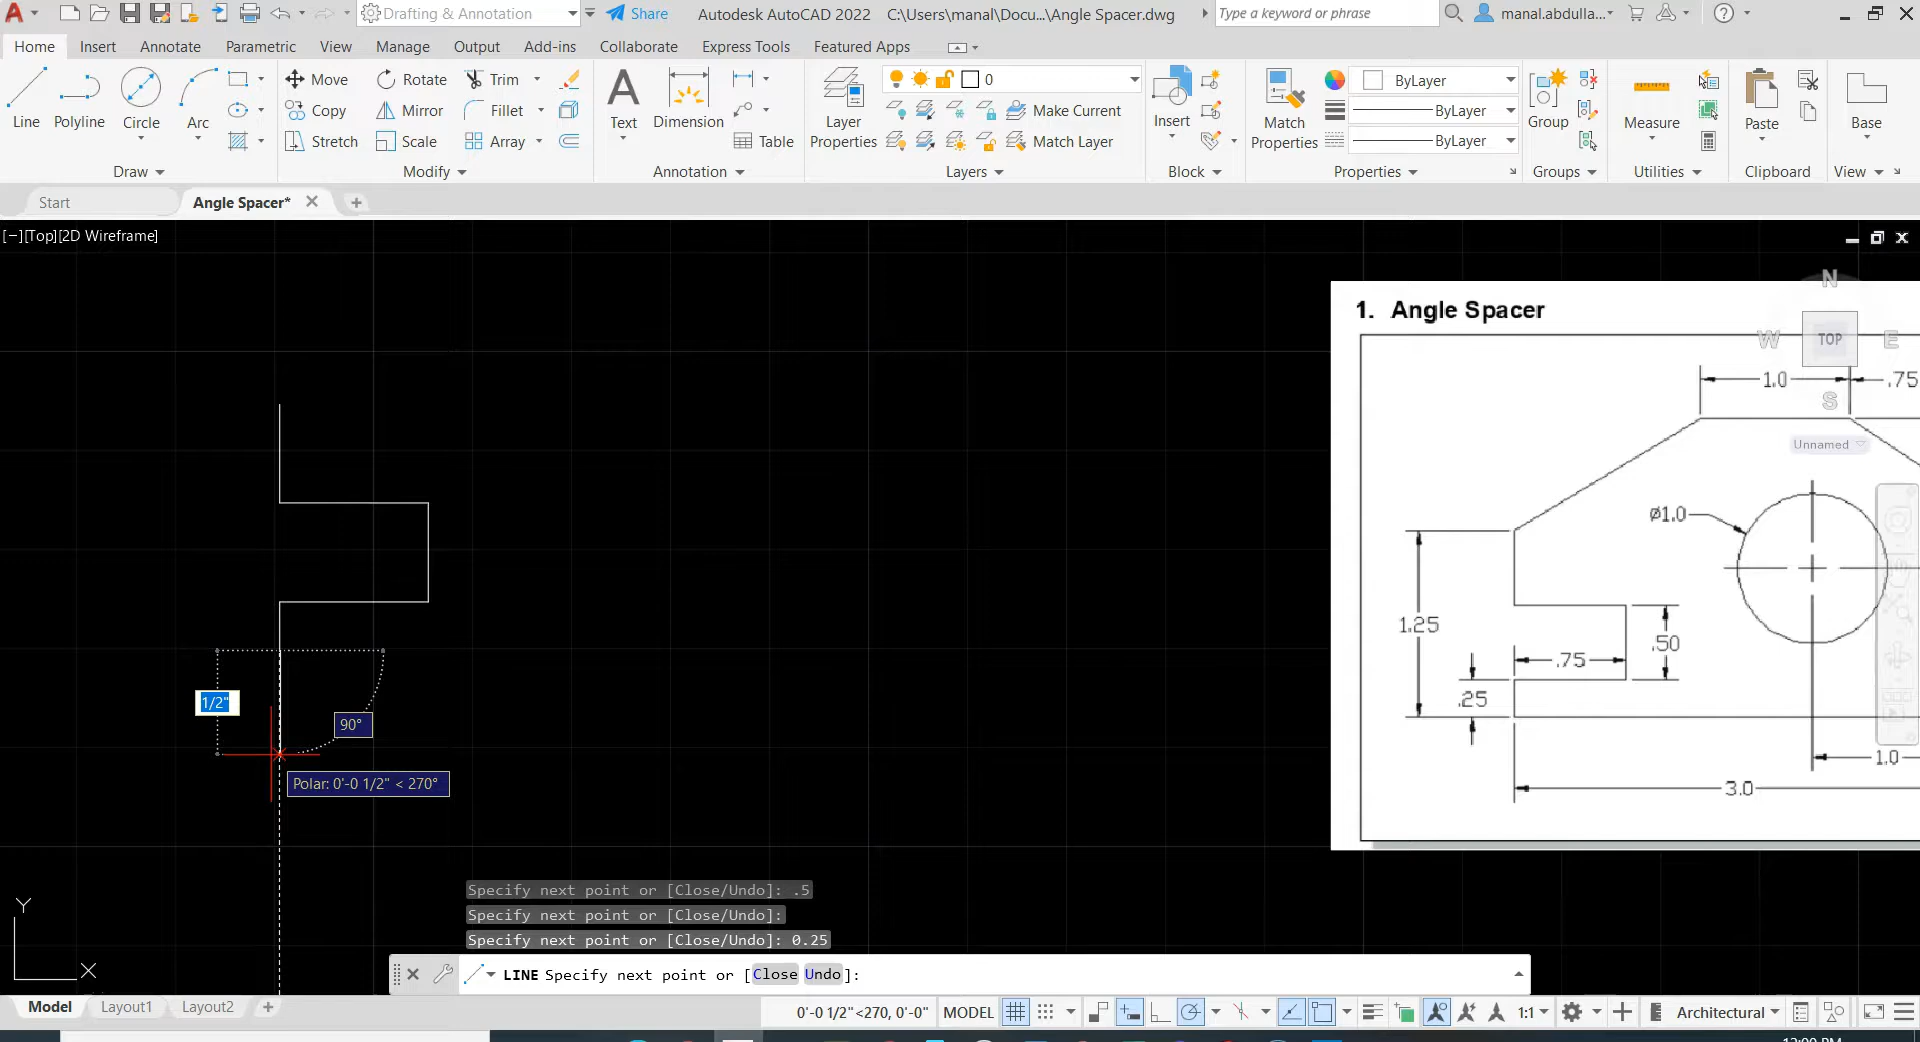 Drafting & Annotation
Share
Autodesk AutoCAD 2022
C:\Users\manal\Docu...\Angle Spacer.dwg
Type a keyword or phrase
manal.abdulla...
Home
Insert
Annotate
Parametric
View
Manage
Output
Add-ins
Collaborate
Express Tools
Featured Apps
Line
Polyline
Circle
Arc
Draw
Move
Rotate
Trim
Copy
Mirror
Fillet
Stretch
Scale
Array
Modify
Text
Dimension
Table
Annotation
Layer
Properties
0
Make Current
Match Layer
Layers
Insert
Block
Match
Properties
ByLayer
ByLayer
ByLayer
Properties
Group
Groups
Measure
Utilities
Paste
Clipboard
Base
View
Start
Angle Spacer*
[−][Top][2D Wireframe]
N
W
TOP
E
S
Unnamed
1. Angle Spacer
1.0
.75
Ø1.0
1.25
.50
.75
.25
1.0
3.0
1/2"
90°
Polar: 0'-0 1/2" < 270°
Y
X
Specify next point or [Close/Undo]: .5
Specify next point or [Close/Undo]:
Specify next point or [Close/Undo]: 0.25
LINE Specify next point or [Close Undo]:
Model
Layout1
Layout2
0'-0 1/2"<270, 0'-0"
MODEL
1:1
Architectural